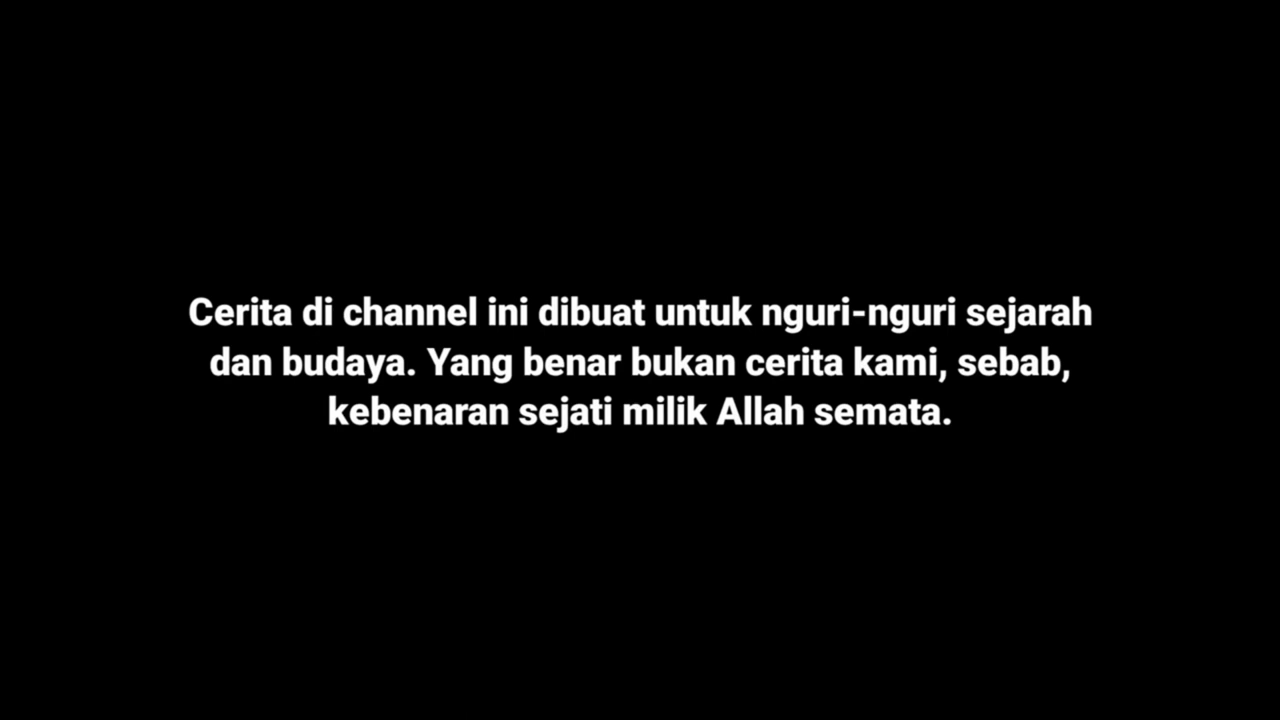 Cerita di channel ini dibuat untuk nguri-nguri sejarah
dan budaya. Yang benar bukan cerita kami, sebab,
kebenaran sejati milik Allah semata.